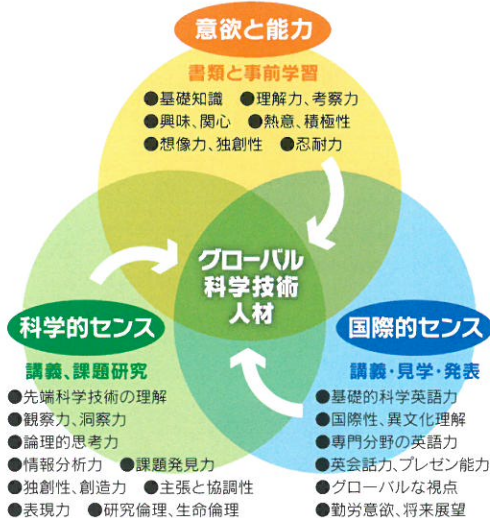 意欲と能力
書類と事前学習
●基礎知識 ●理解力、考察力
●興味、関心 ●熱意、積極性
●想像力、独創性 ●忍耐力
グローバル
科学技術
人材
科学的センス
講義、課題研究
●先端科学技術の理解
●観察力、洞察力
●論理的思考力
●情報分析力 ●課題発見力
●独創性、創造力 ●主張と協調性
●表現力 ●研究倫理、生命倫理
国際的センス
講義・見学・発表
●基礎的科学英語力
●国際性、異文化理解
●専門分野の英語力
●英会話力、プレゼン能力
●グローバルな視点
●勤労意欲、将来展望